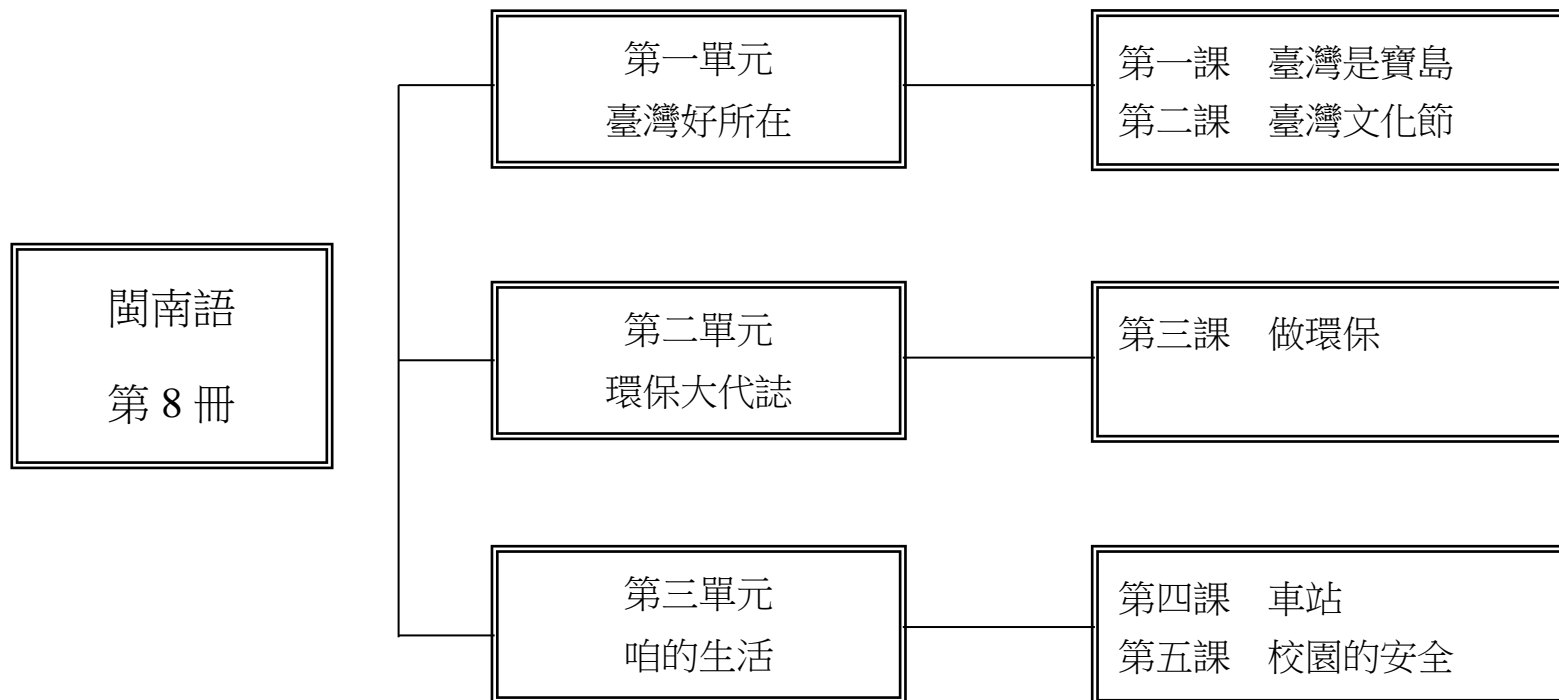 閩南語
第 8 冊
第一單元
臺灣好所在
第一課　臺灣是寶島
第二課　臺灣文化節
第二單元
環保大代誌
第三課　做環保
第三單元
咱的生活
第四課　車站
第五課　校園的安全